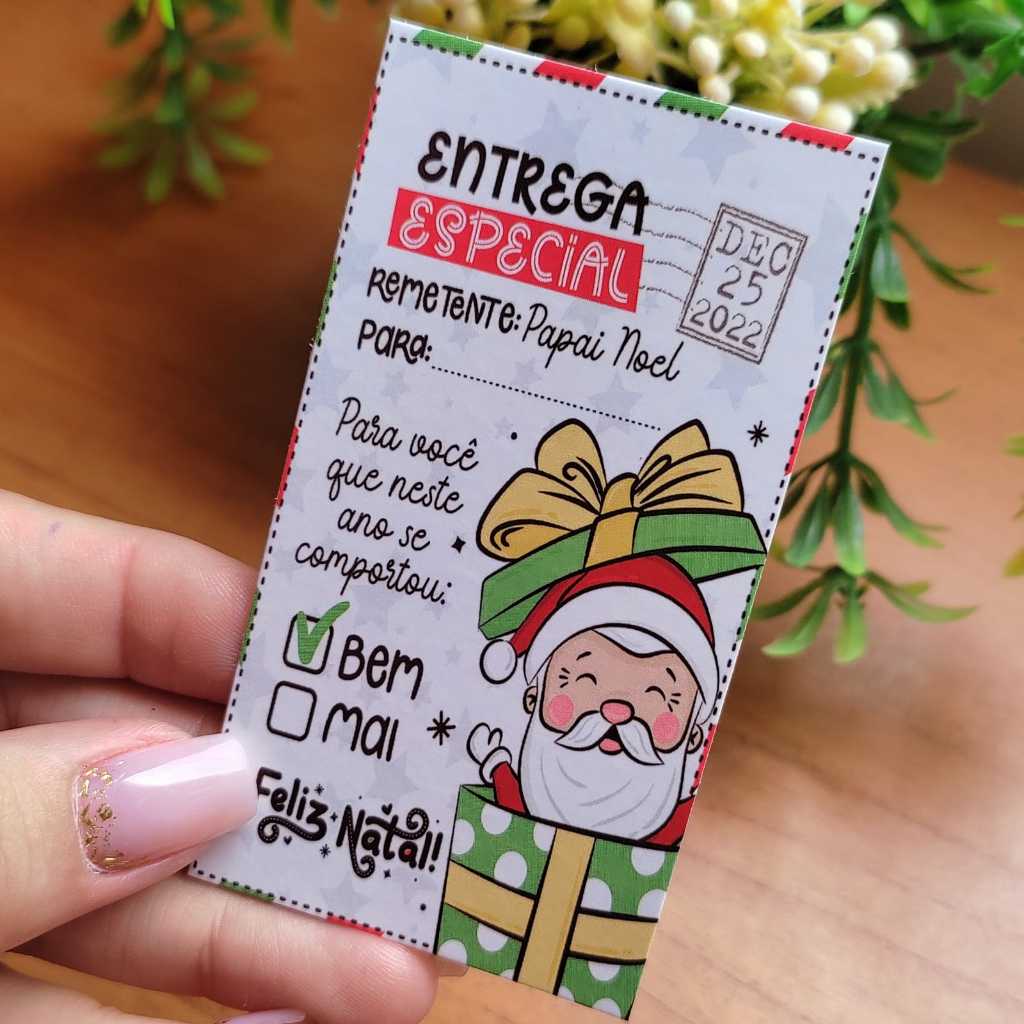 ENTREGA
ESPECIAL
DEC
25
2022
REMETENTE: Papai Noel
PARA:
Para você
que neste
ano se
comportou:
Bem
mal
Feliz Natal!